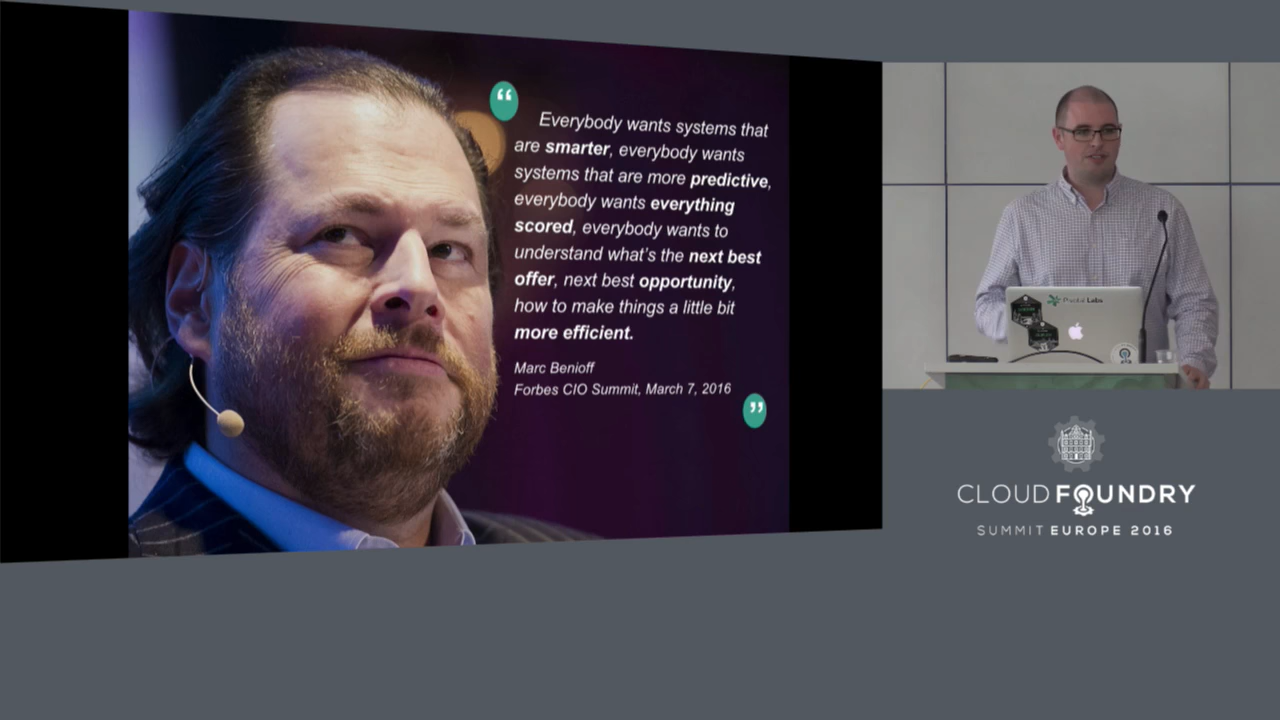 “
Everybody wants systems that
are smarter, everybody wants
systems that are more predictive,
everybody wants everything
scored, everybody wants to
understand what's the next best
offer, next best opportunity,
how to make things a little bit
more efficient.
Marc Benioff
Forbes CIO Summit, March 7, 2016
”
Pivotal Labs
CLOUD FOUNDRY
SUMMIT EUROPE 2016